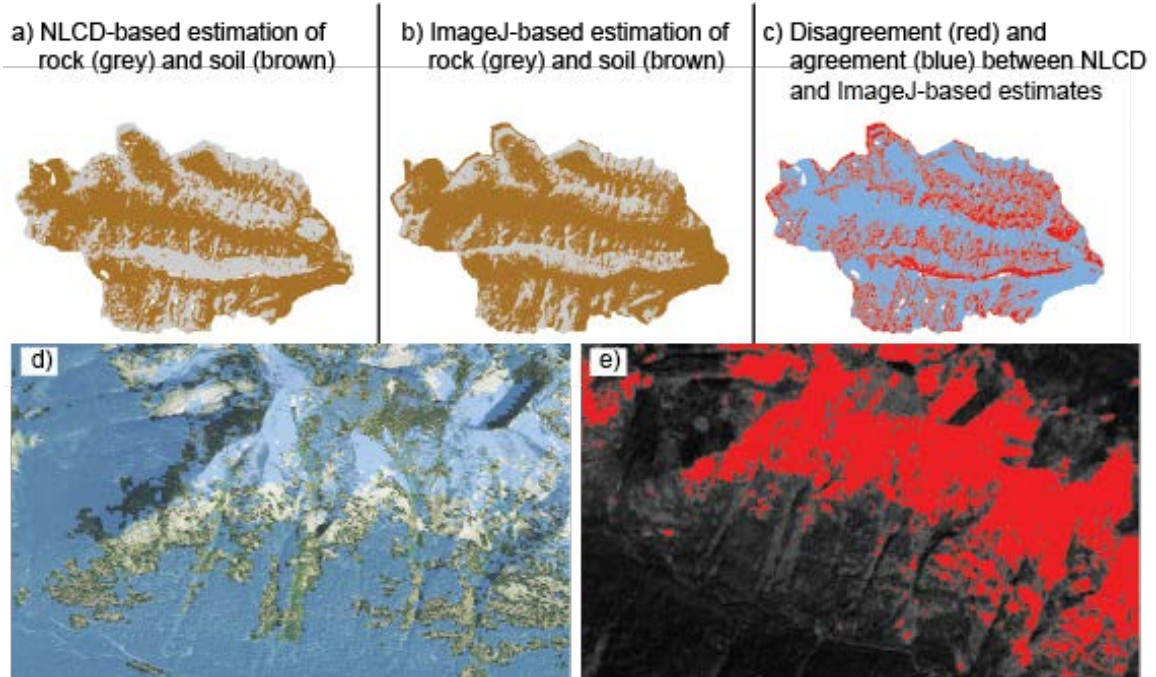 a) NLCD-based estimation of
rock (grey) and soil (brown)
b) ImageJ-based estimation of
rock (grey) and soil (brown)
c) Disagreement (red) and
agreement (blue) between NLCD
and ImageJ-based estimates
d)
e)